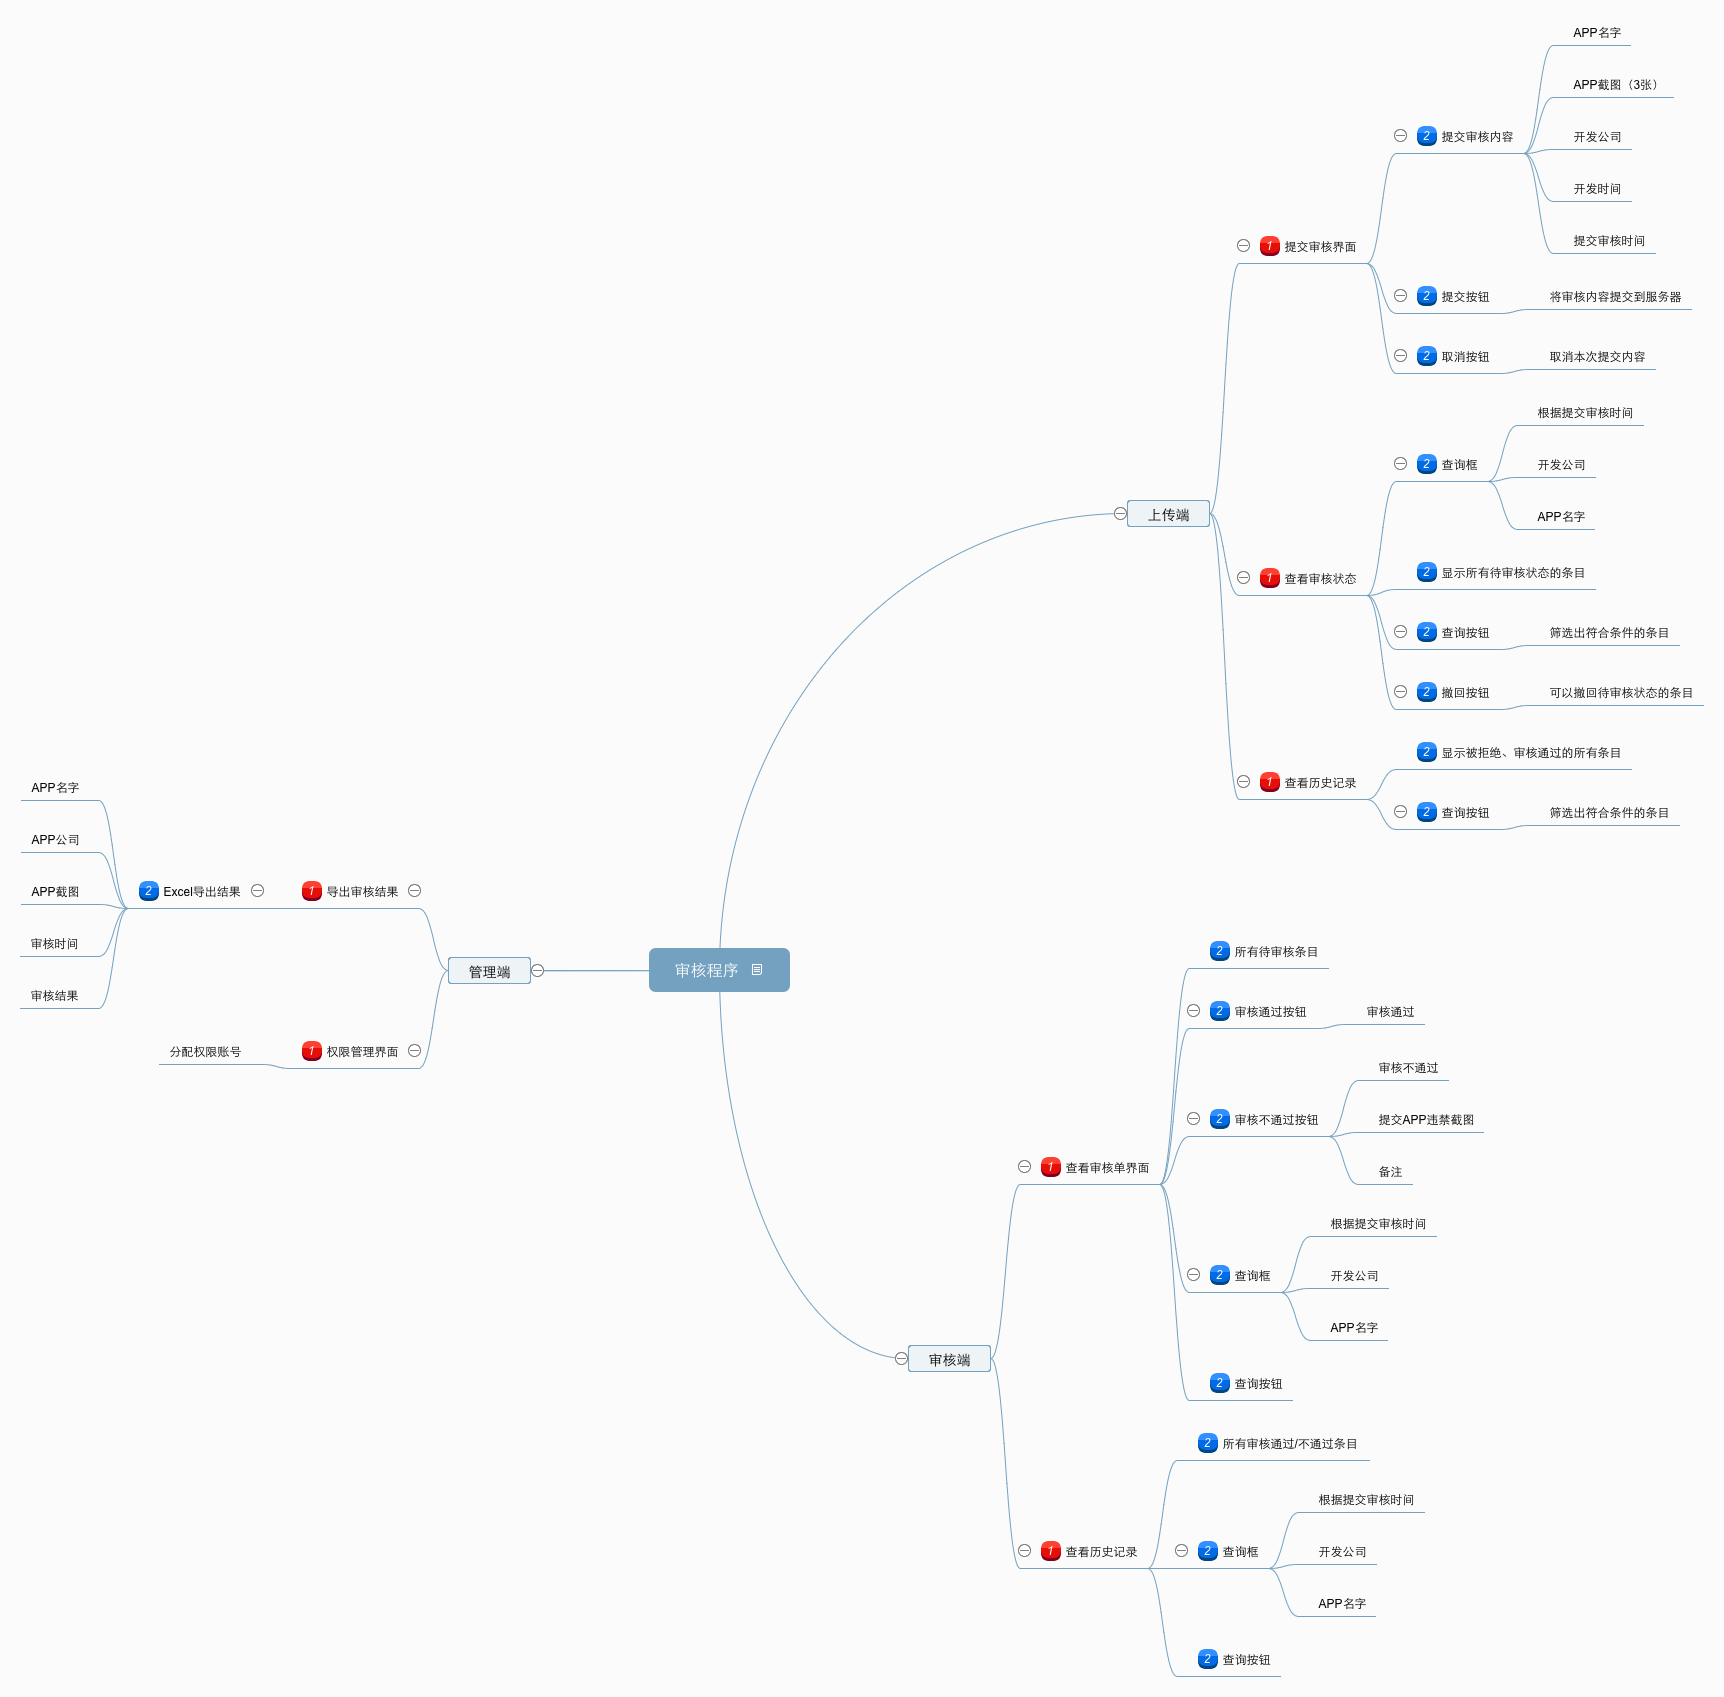 审核程序
上传端
1 提交审核界面
2 提交审核内容
APP名字
APP截图（3张）
开发公司
开发时间
提交审核时间
2 提交按钮
将审核内容提交到服务器
2 取消按钮
取消本次提交内容
1 查看审核状态
2 查询框
根据提交审核时间
开发公司
APP名字
2 显示所有待审核状态的条目
2 查询按钮
筛选出符合条件的条目
2 撤回按钮
可以撤回待审核状态的条目
1 查看历史记录
2 显示被拒绝、审核通过的所有条目
2 查询按钮
筛选出符合条件的条目
审核端
1 查看审核单界面
2 所有待审核条目
2 审核通过按钮
审核通过
2 审核不通过按钮
审核不通过
提交APP违禁截图
备注
2 查询框
根据提交审核时间
开发公司
APP名字
2 查询按钮
1 查看历史记录
2 所有审核通过/不通过条目
2 查询框
根据提交审核时间
开发公司
APP名字
2 查询按钮
管理端
1 导出审核结果
2 Excel导出结果
APP名字
APP公司
APP截图
审核时间
审核结果
1 权限管理界面
分配权限账号